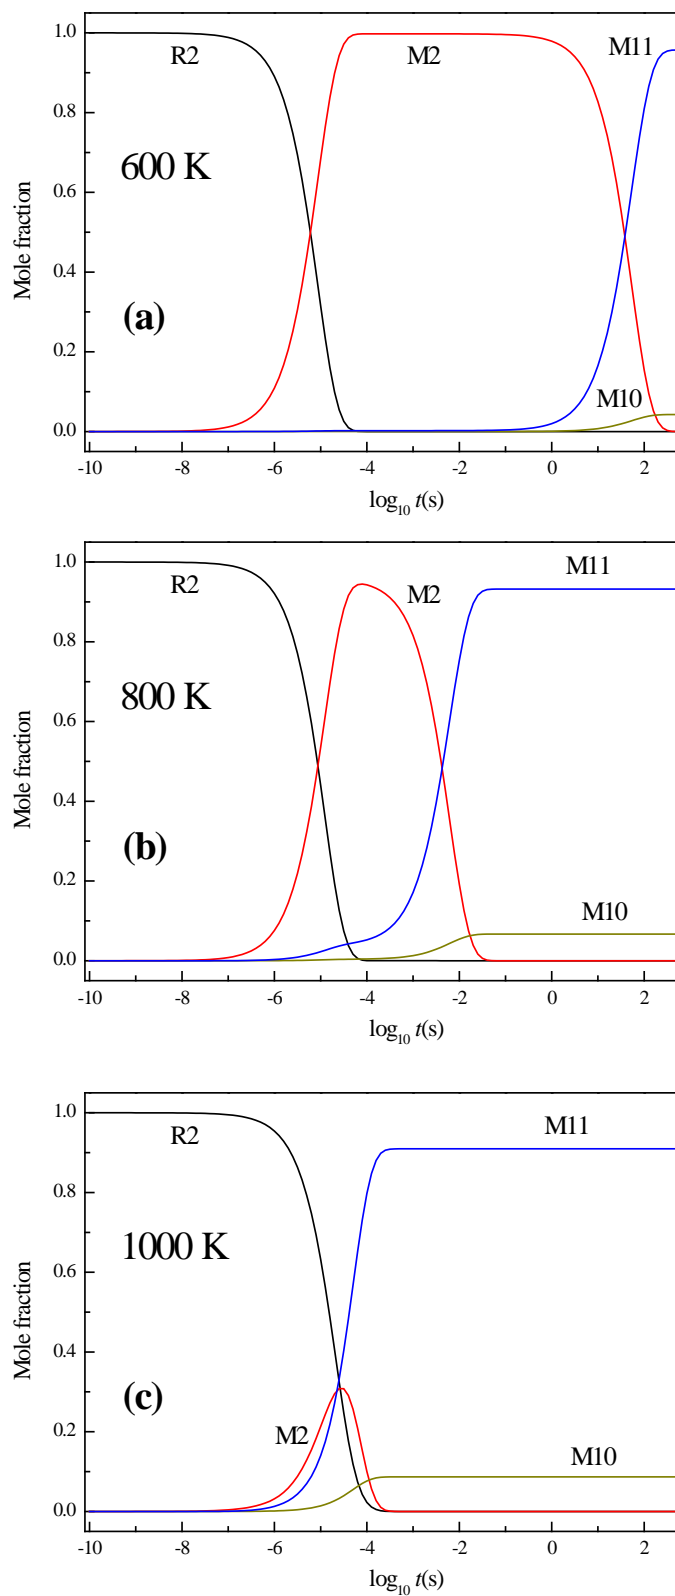 1.0
R2
M2
M11
0.8
600 K
0.6
Mole fraction
0.4
(a)
0.2
M10
0.0
-10 -8 -6 -4 -2 0 2
log10 t(s)
1.0
R2
M2
M11
0.8
800 K
0.6
Mole fraction
0.4
(b)
0.2
M10
0.0
-10 -8 -6 -4 -2 0 2
log10 t(s)
1.0
R2
M11
0.8
1000 K
0.6
Mole fraction
0.4
(c)
0.2
M2
M10
0.0
-10 -8 -6 -4 -2 0 2
log10 t(s)